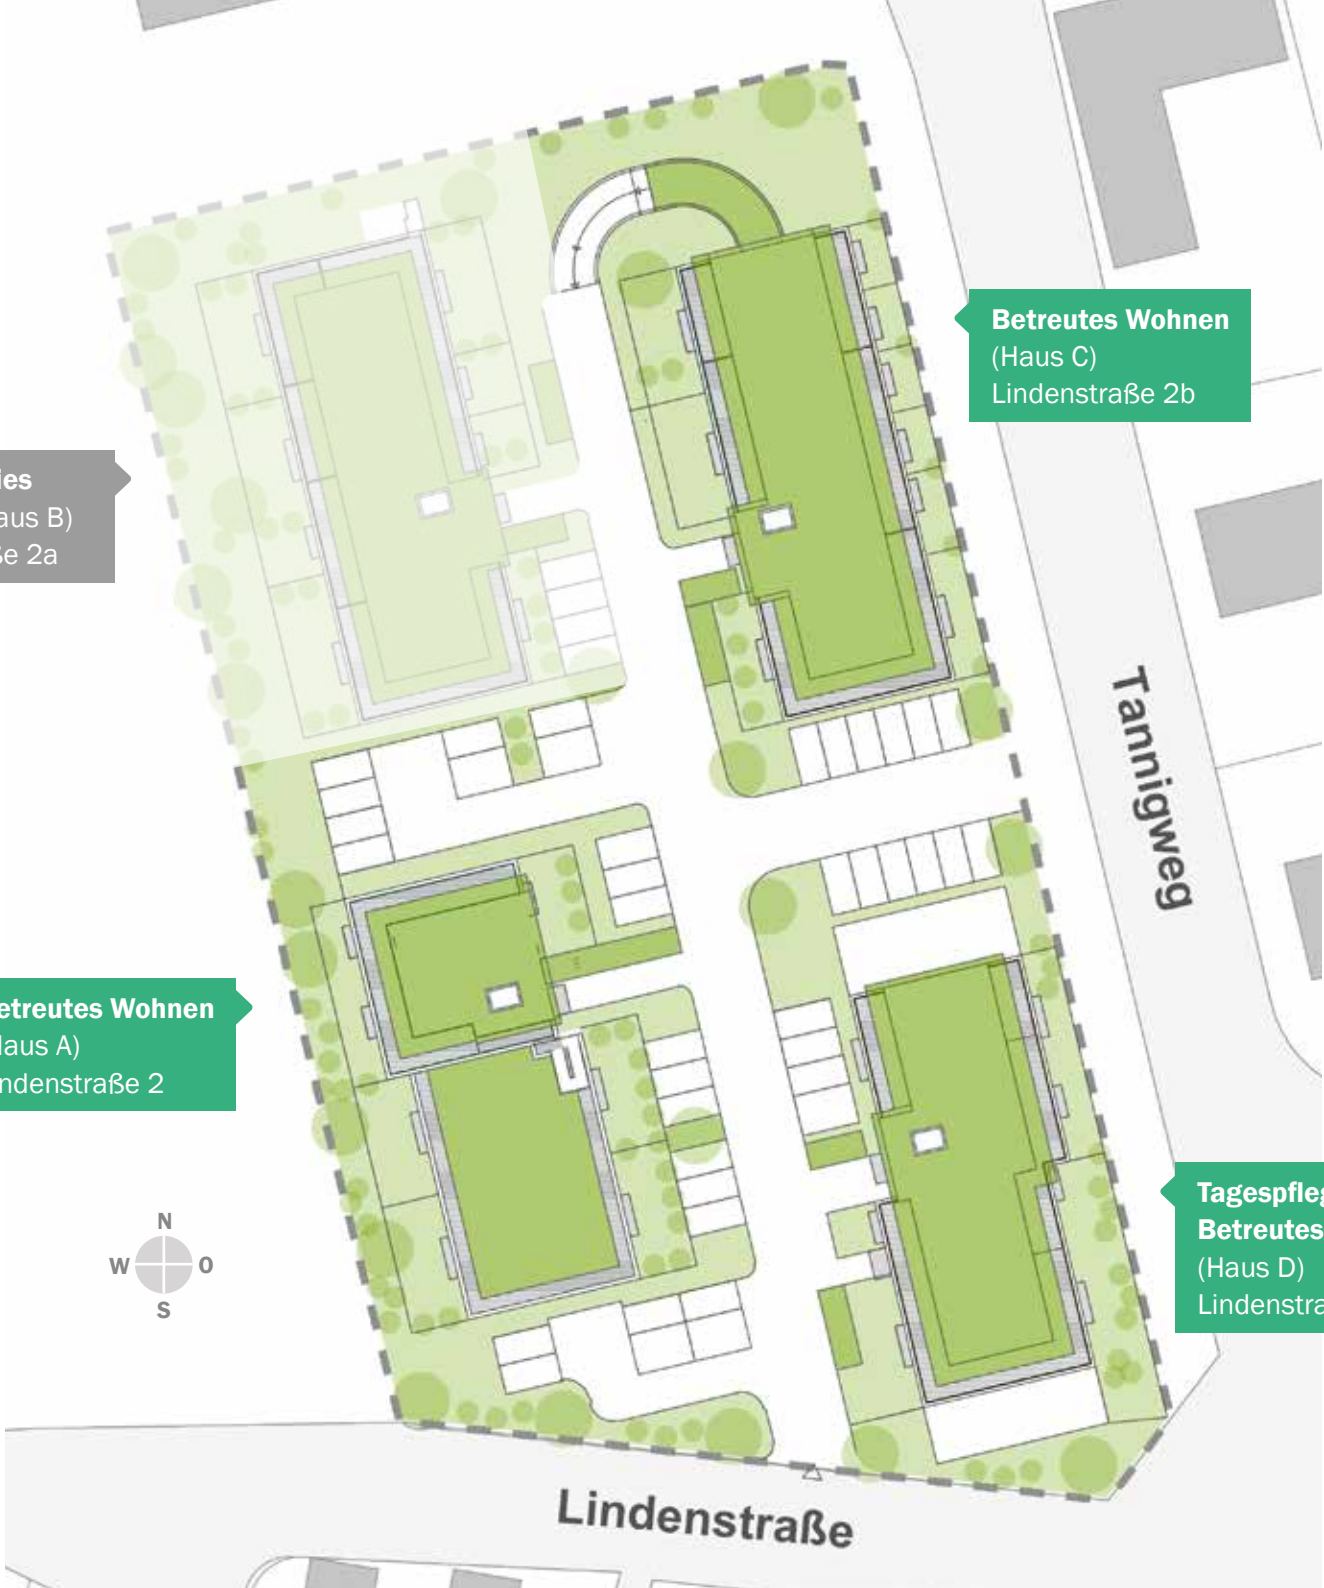 Betreutes Wohnen
(Haus C)
Lindenstraße 2b
ies
aus B)
ße 2a
Tannigweg
etreutes Wohnen
Haus A)
ndenstraße 2
Tagespfleg
Betreutes
(Haus D)
Lindenstra
N
W
O
S
Lindenstraße